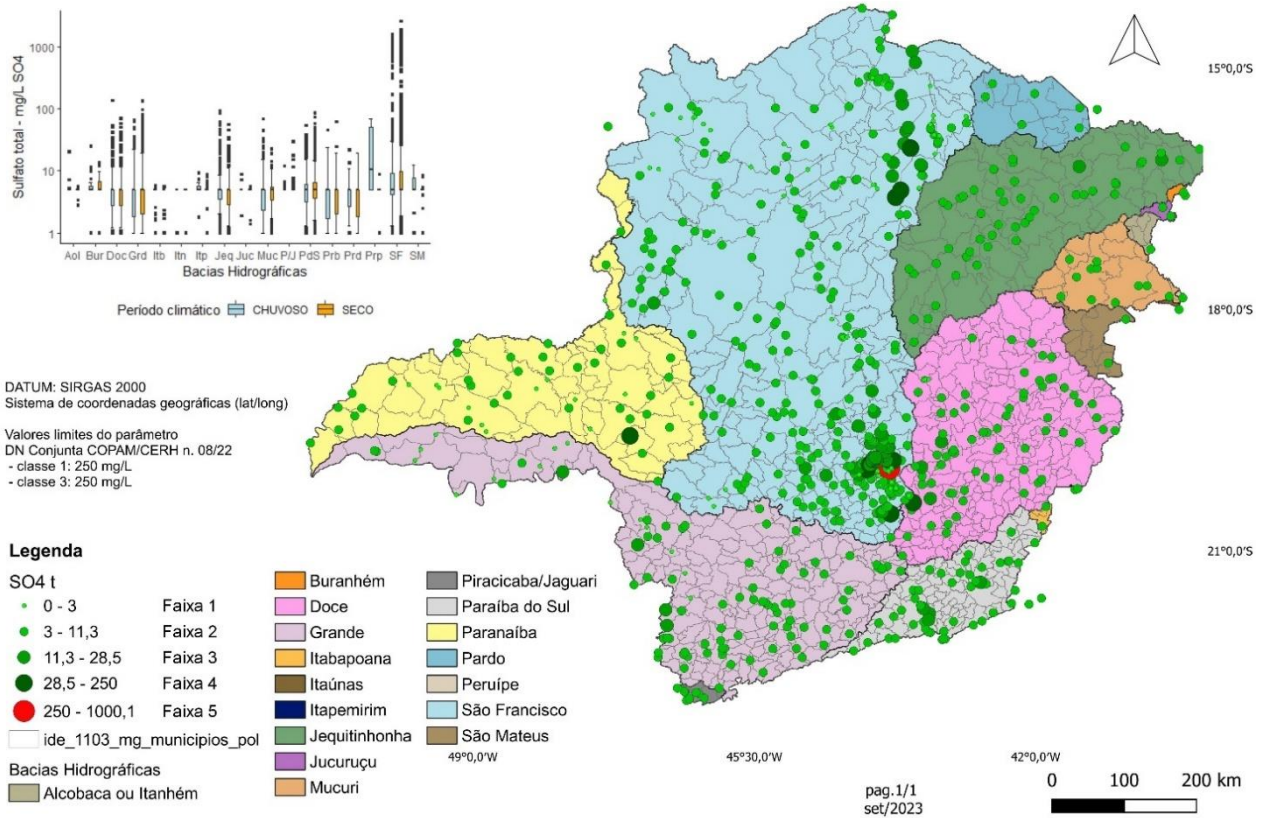 1000
100
10
1
Sulfato total - mg/L SO4
Aol Bur Doc Grd Itb Itn Itp Jeq Juc Muc P/J PdS Prb Prd Prp SF SM
Bacias Hidrográficas
Período climático CHUVOSO SECO
15°0,0'S
18°0,0'S
21°0,0'S
DATUM: SIRGAS 2000
Sistema de coordenadas geográficas (lat/long)
Valores limites do parâmetro
DN Conjunta COPAM/CERH n. 08/22
- classe 1: 250 mg/L
- classe 3: 250 mg/L
Legenda
SO4 t
0 - 3 Faixa 1
3 - 11,3 Faixa 2
11,3 - 28,5 Faixa 3
28,5 - 250 Faixa 4
250 - 1000,1 Faixa 5
ide_1103_mg_municipios_pol
Bacias Hidrográficas
Alcobaca ou Itanhém
Buranhém
Doce
Grande
Itabapoana
Itaúnas
Itapemirim
Jequitinhonha
Jucuruçu
Mucuri
Piracicaba/Jaguari
Paraíba do Sul
Paranaíba
Pardo
Peruípe
São Francisco
São Mateus
49°0,0'W
45°30,0'W
42°0,0'W
pag.1/1
set/2023
0 100 200 km